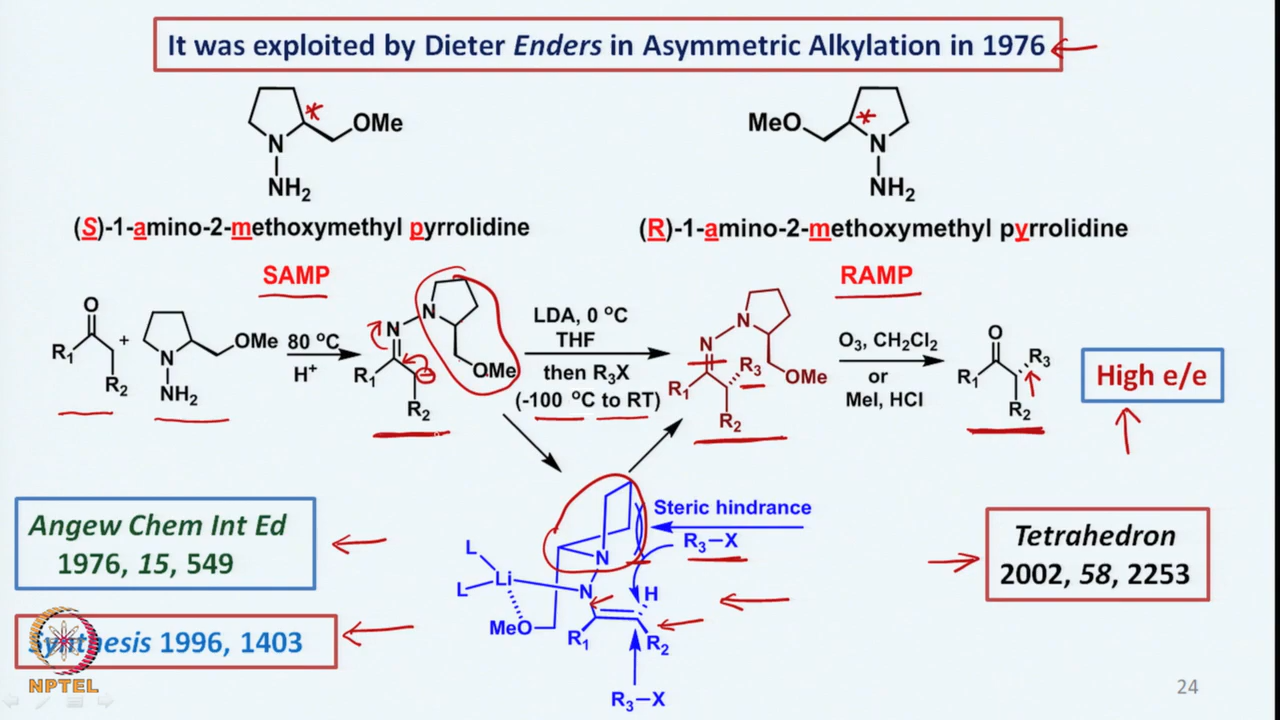 It was exploited by Dieter Enders in Asymmetric Alkylation in 1976
OMe
N
NH2
MeO
N
NH2
(S)-1-amino-2-methoxymethyl pyrrolidine
(R)-1-amino-2-methoxymethyl pyrrolidine
SAMP
RAMP
O
R1
R2
+
N
NH2
OMe
80 °C
H+
N
N
R1
R2
OMe
LDA, 0 °C
THF
then R3X
(-100 °C to RT)
N
N
R3
R1
R2
OMe
O3, CH2Cl2
or
MeI, HCl
O
R3
R1
R2
High e/e
Steric hindrance
R3–X
L
L
Li
N
N
H
MeO
R1
R2
R3–X
Angew Chem Int Ed
1976, 15, 549
Synthesis 1996, 1403
Tetrahedron
2002, 58, 2253
NPTEL
24